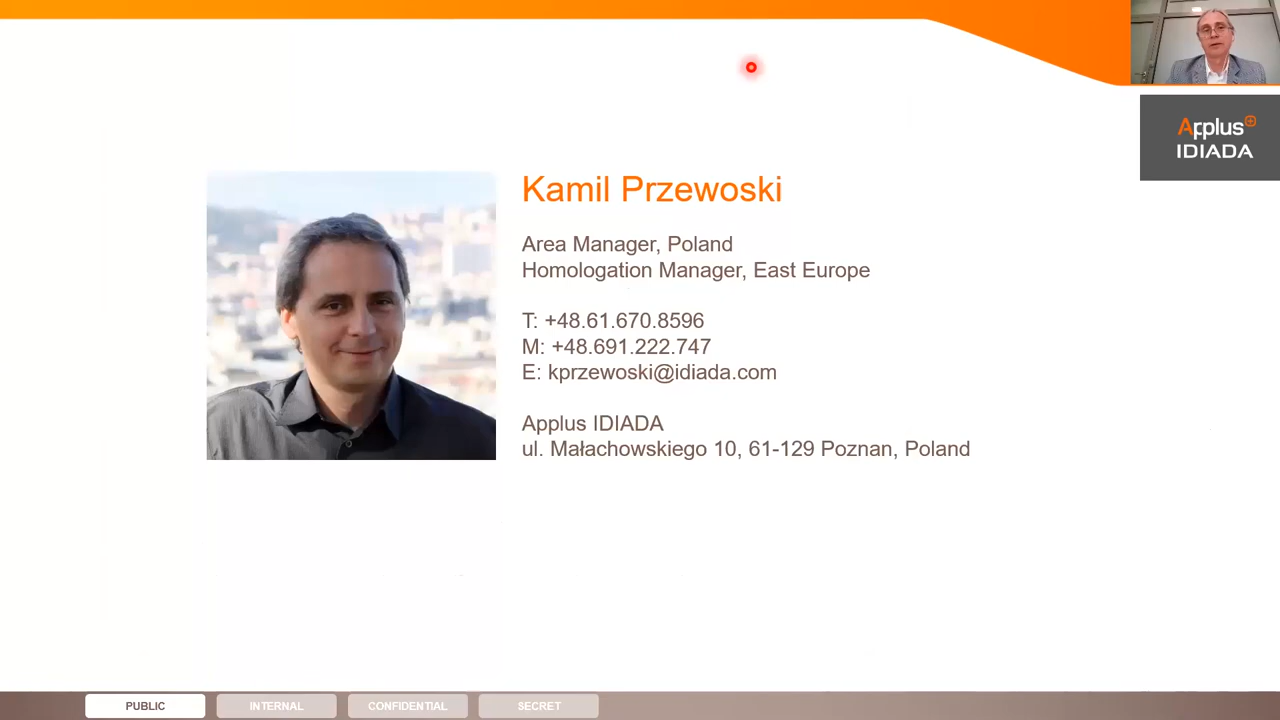 Applus+
IDIADA
Kamil Przewoski
Area Manager, Poland
Homologation Manager, East Europe
T: +48.61.670.8596
M: +48.691.222.747
E: kprzewoski@idiada.com
Applus IDIADA
ul. Małachowskiego 10, 61-129 Poznan, Poland
PUBLIC
INTERNAL
CONFIDENTIAL
SECRET